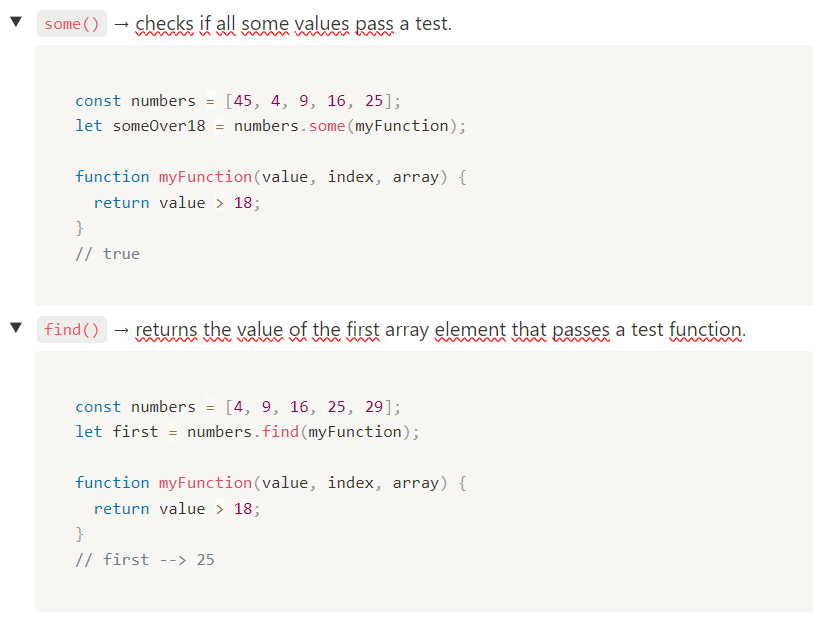 some() → checks if all some values pass a test.
const numbers = [45, 4, 9, 16, 25];
let someOver18 = numbers.some(myFunction);
function myFunction(value, index, array) {
  return value > 18;
}
// true
find() → returns the value of the first array element that passes a test function.
const numbers = [4, 9, 16, 25, 29];
let first = numbers.find(myFunction);
function myFunction(value, index, array) {
  return value > 18;
}
// first --> 25